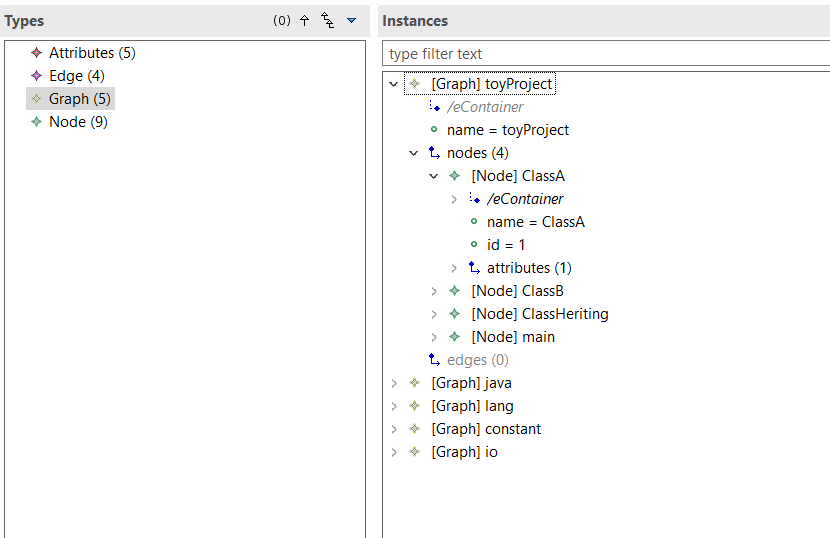 Types (0)
Attributes (5)
Edge (4)
Graph (5)
Node (9)
Instances
type filter text
[Graph] toyProject
/eContainer
name = toyProject
nodes (4)
[Node] ClassA
/eContainer
name = ClassA
id = 1
attributes (1)
[Node] ClassB
[Node] ClassHeriting
[Node] main
edges (0)
[Graph] java
[Graph] lang
[Graph] constant
[Graph] io